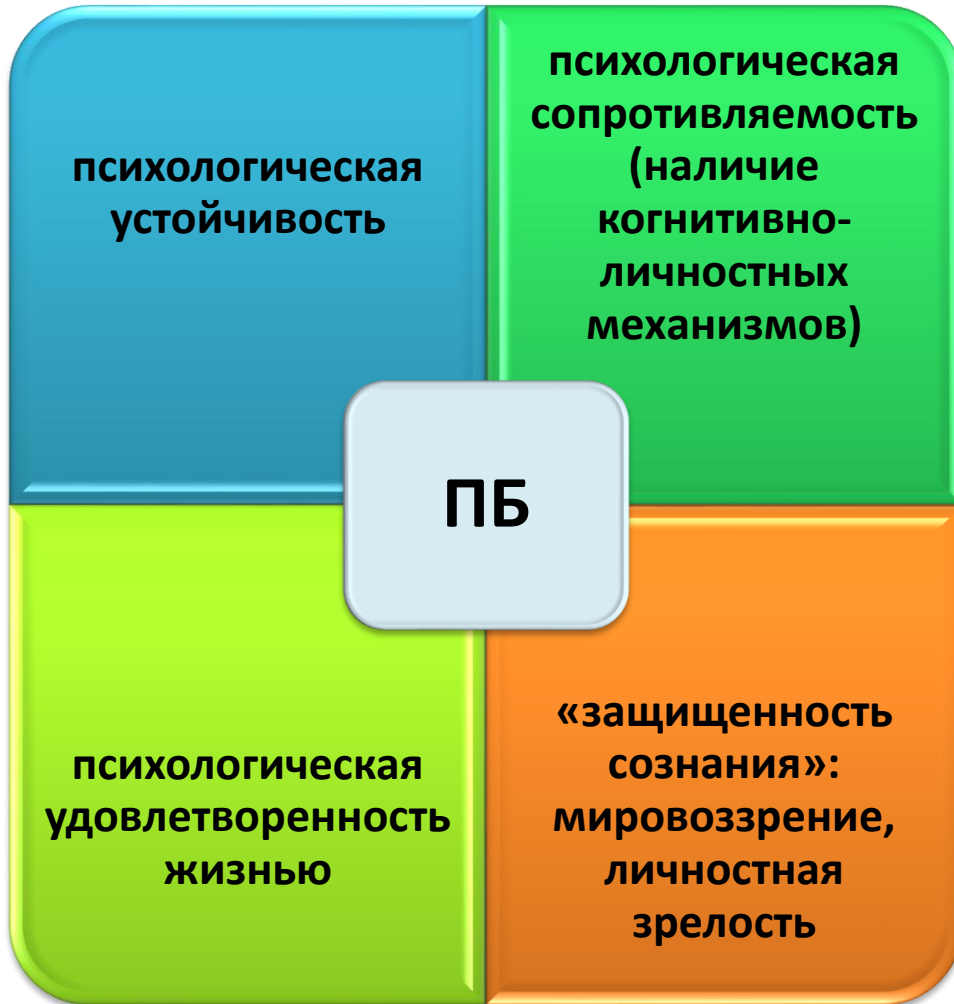 психологическая
устойчивость
психологическая
сопротивляемость
(наличие
когнитивно-
личностных
механизмов)
ПБ
психологическая
удовлетворенность
жизнью
«защищенность
сознания»:
мировоззрение,
личностная
зрелость